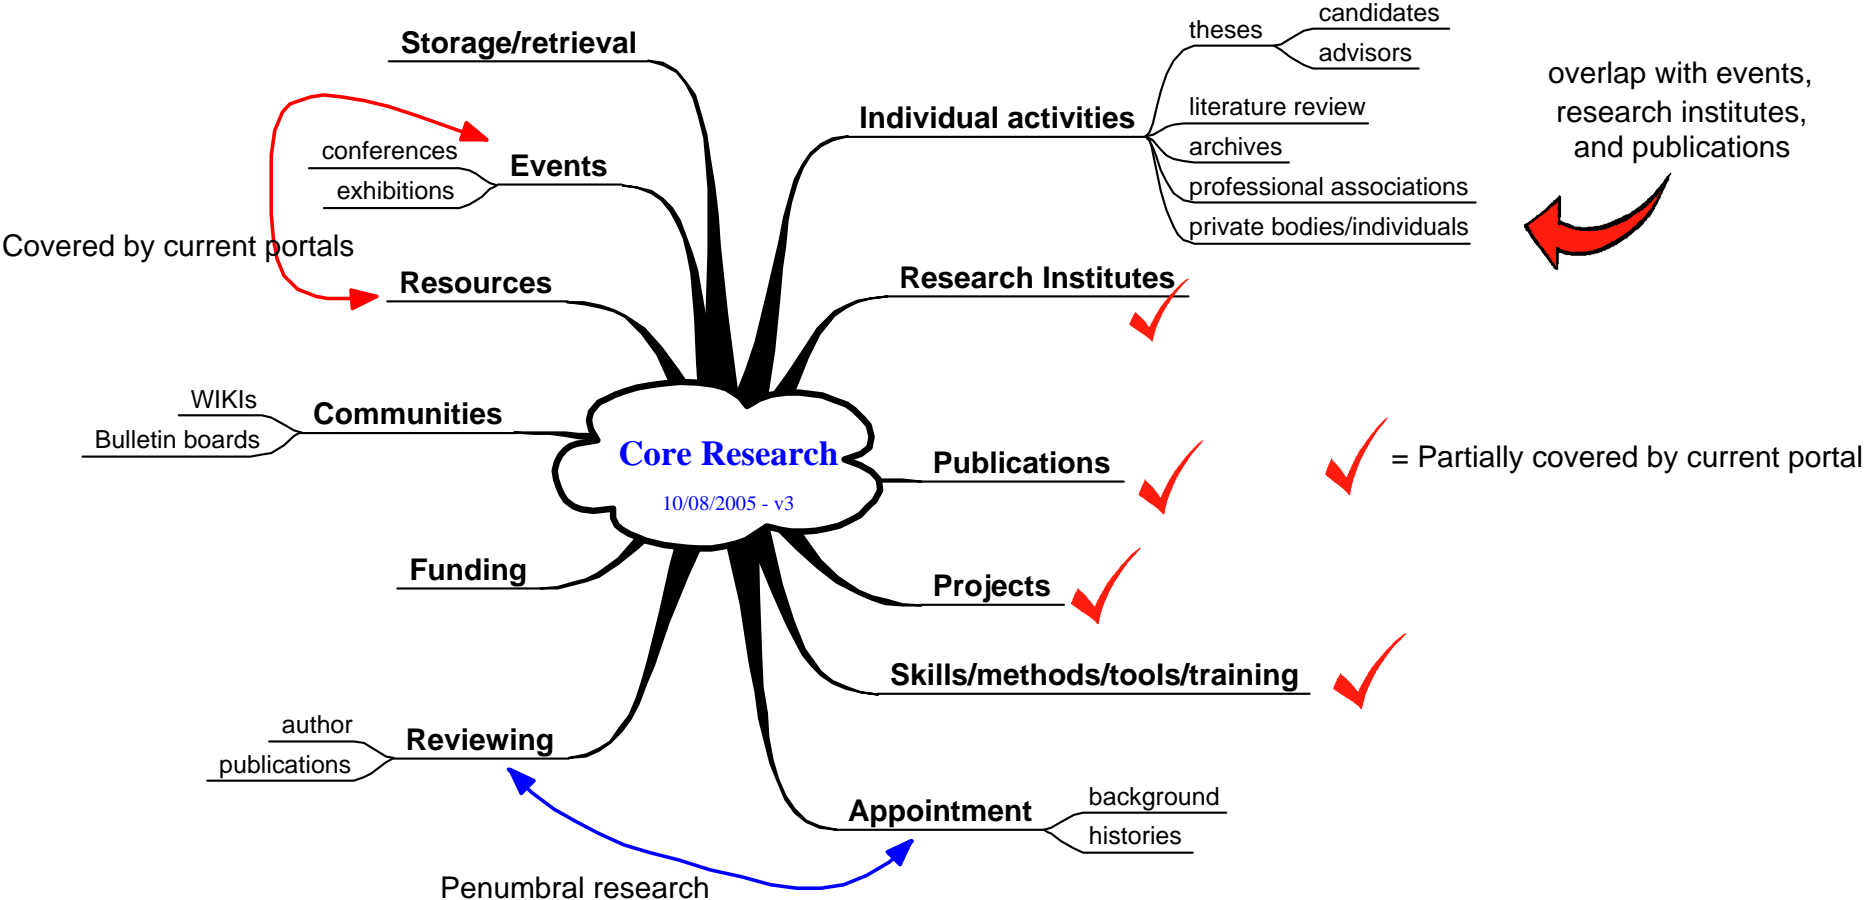 Storage/retrieval
Events
conferences
exhibitions
Covered by current portals
Resources
Communities
WIKIs
Bulletin boards
Funding
Reviewing
author
publications
Penumbral research
Core Research
10/08/2005 - v3
Individual activities
theses
candidates
advisors
literature review
archives
professional associations
private bodies/individuals
overlap with events,
research institutes,
and publications
Research Institutes
Publications
= Partially covered by current portal
Projects
Skills/methods/tools/training
Appointment
background
histories